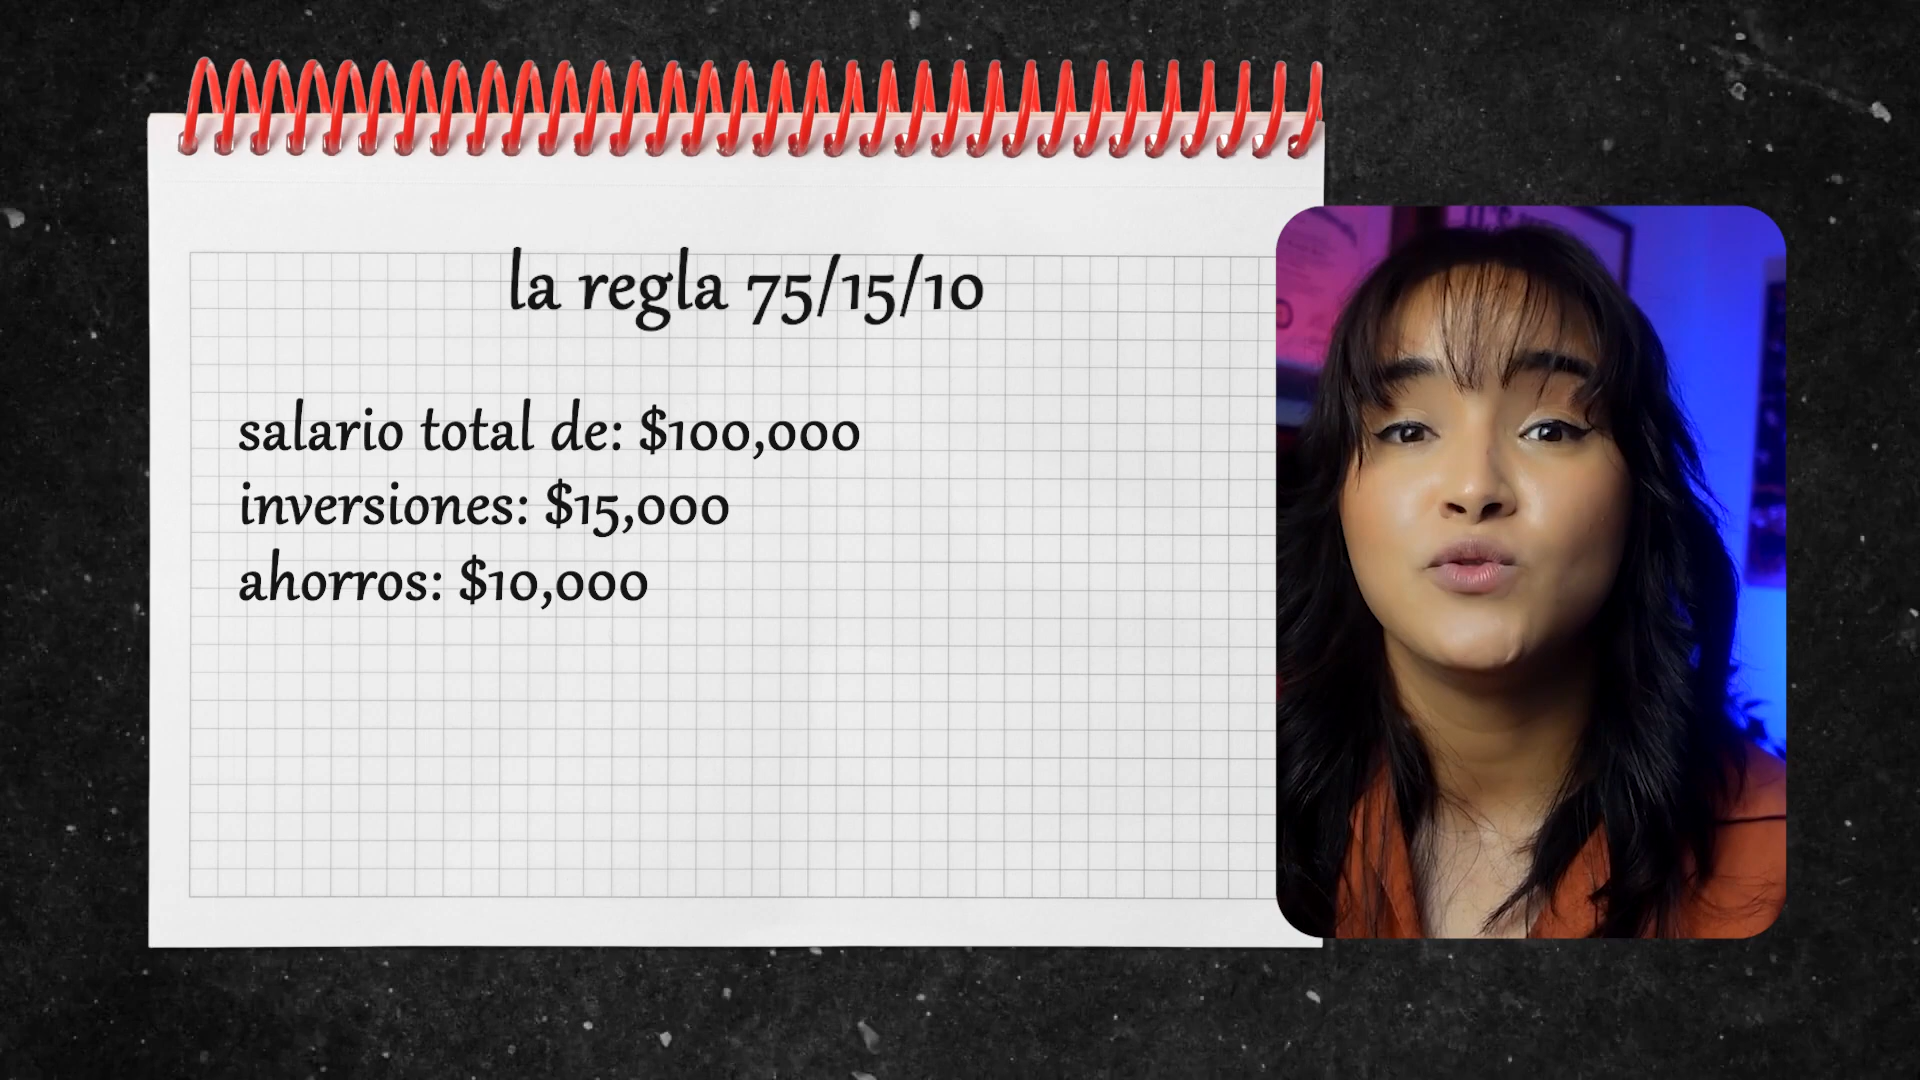 la regla 75/15/10
salario total de: $100,000
inversiones: $15,000
ahorros: $10,000